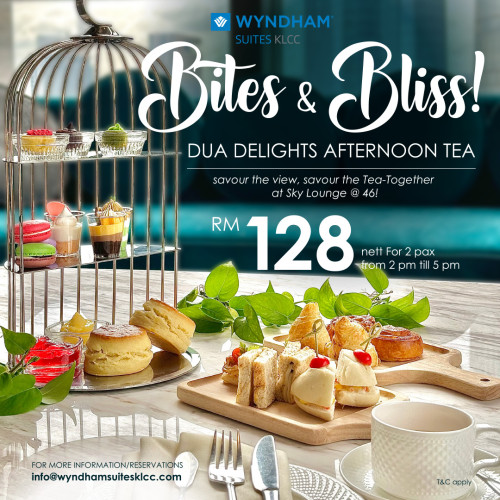 WYNDHAM
SUITES KLCC
Bites & Bliss!
DUA DELIGHTS AFTERNOON TEA
savour the view, savour the Tea-Together
at Sky Lounge @ 46!
RM 128 nett For 2 pax
from 2 pm till 5 pm
FOR MORE INFORMATION/RESERVATIONS
info@wyndhamsuitesklcc.com
T&C apply